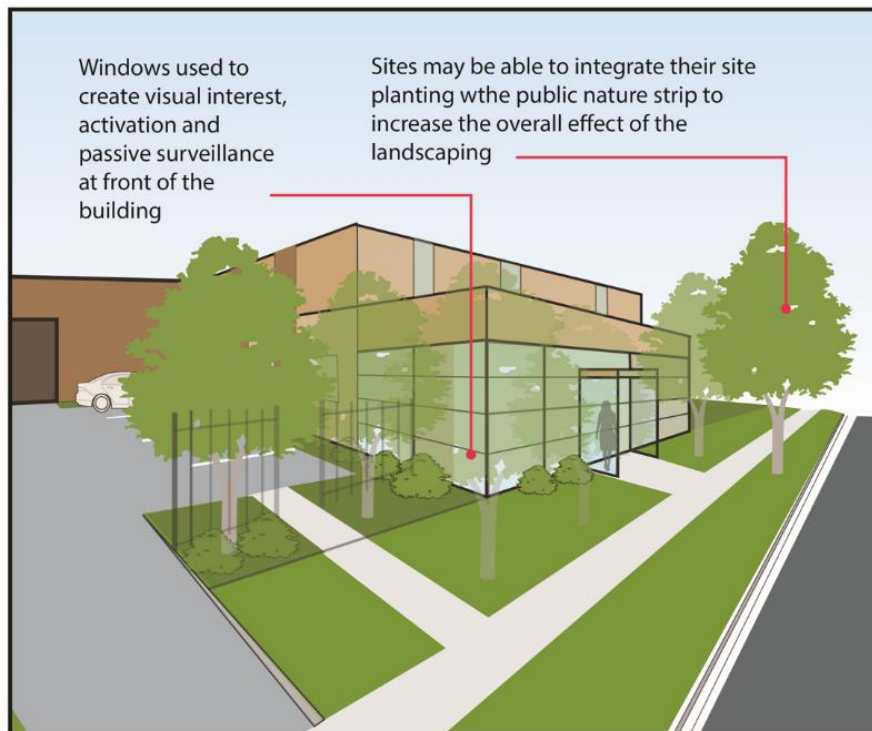 Windows used to
create visual interest,
activation and
passive surveillance
at front of the
building
Sites may be able to integrate their site
planting wthe public nature strip to
increase the overall effect of the
landscaping